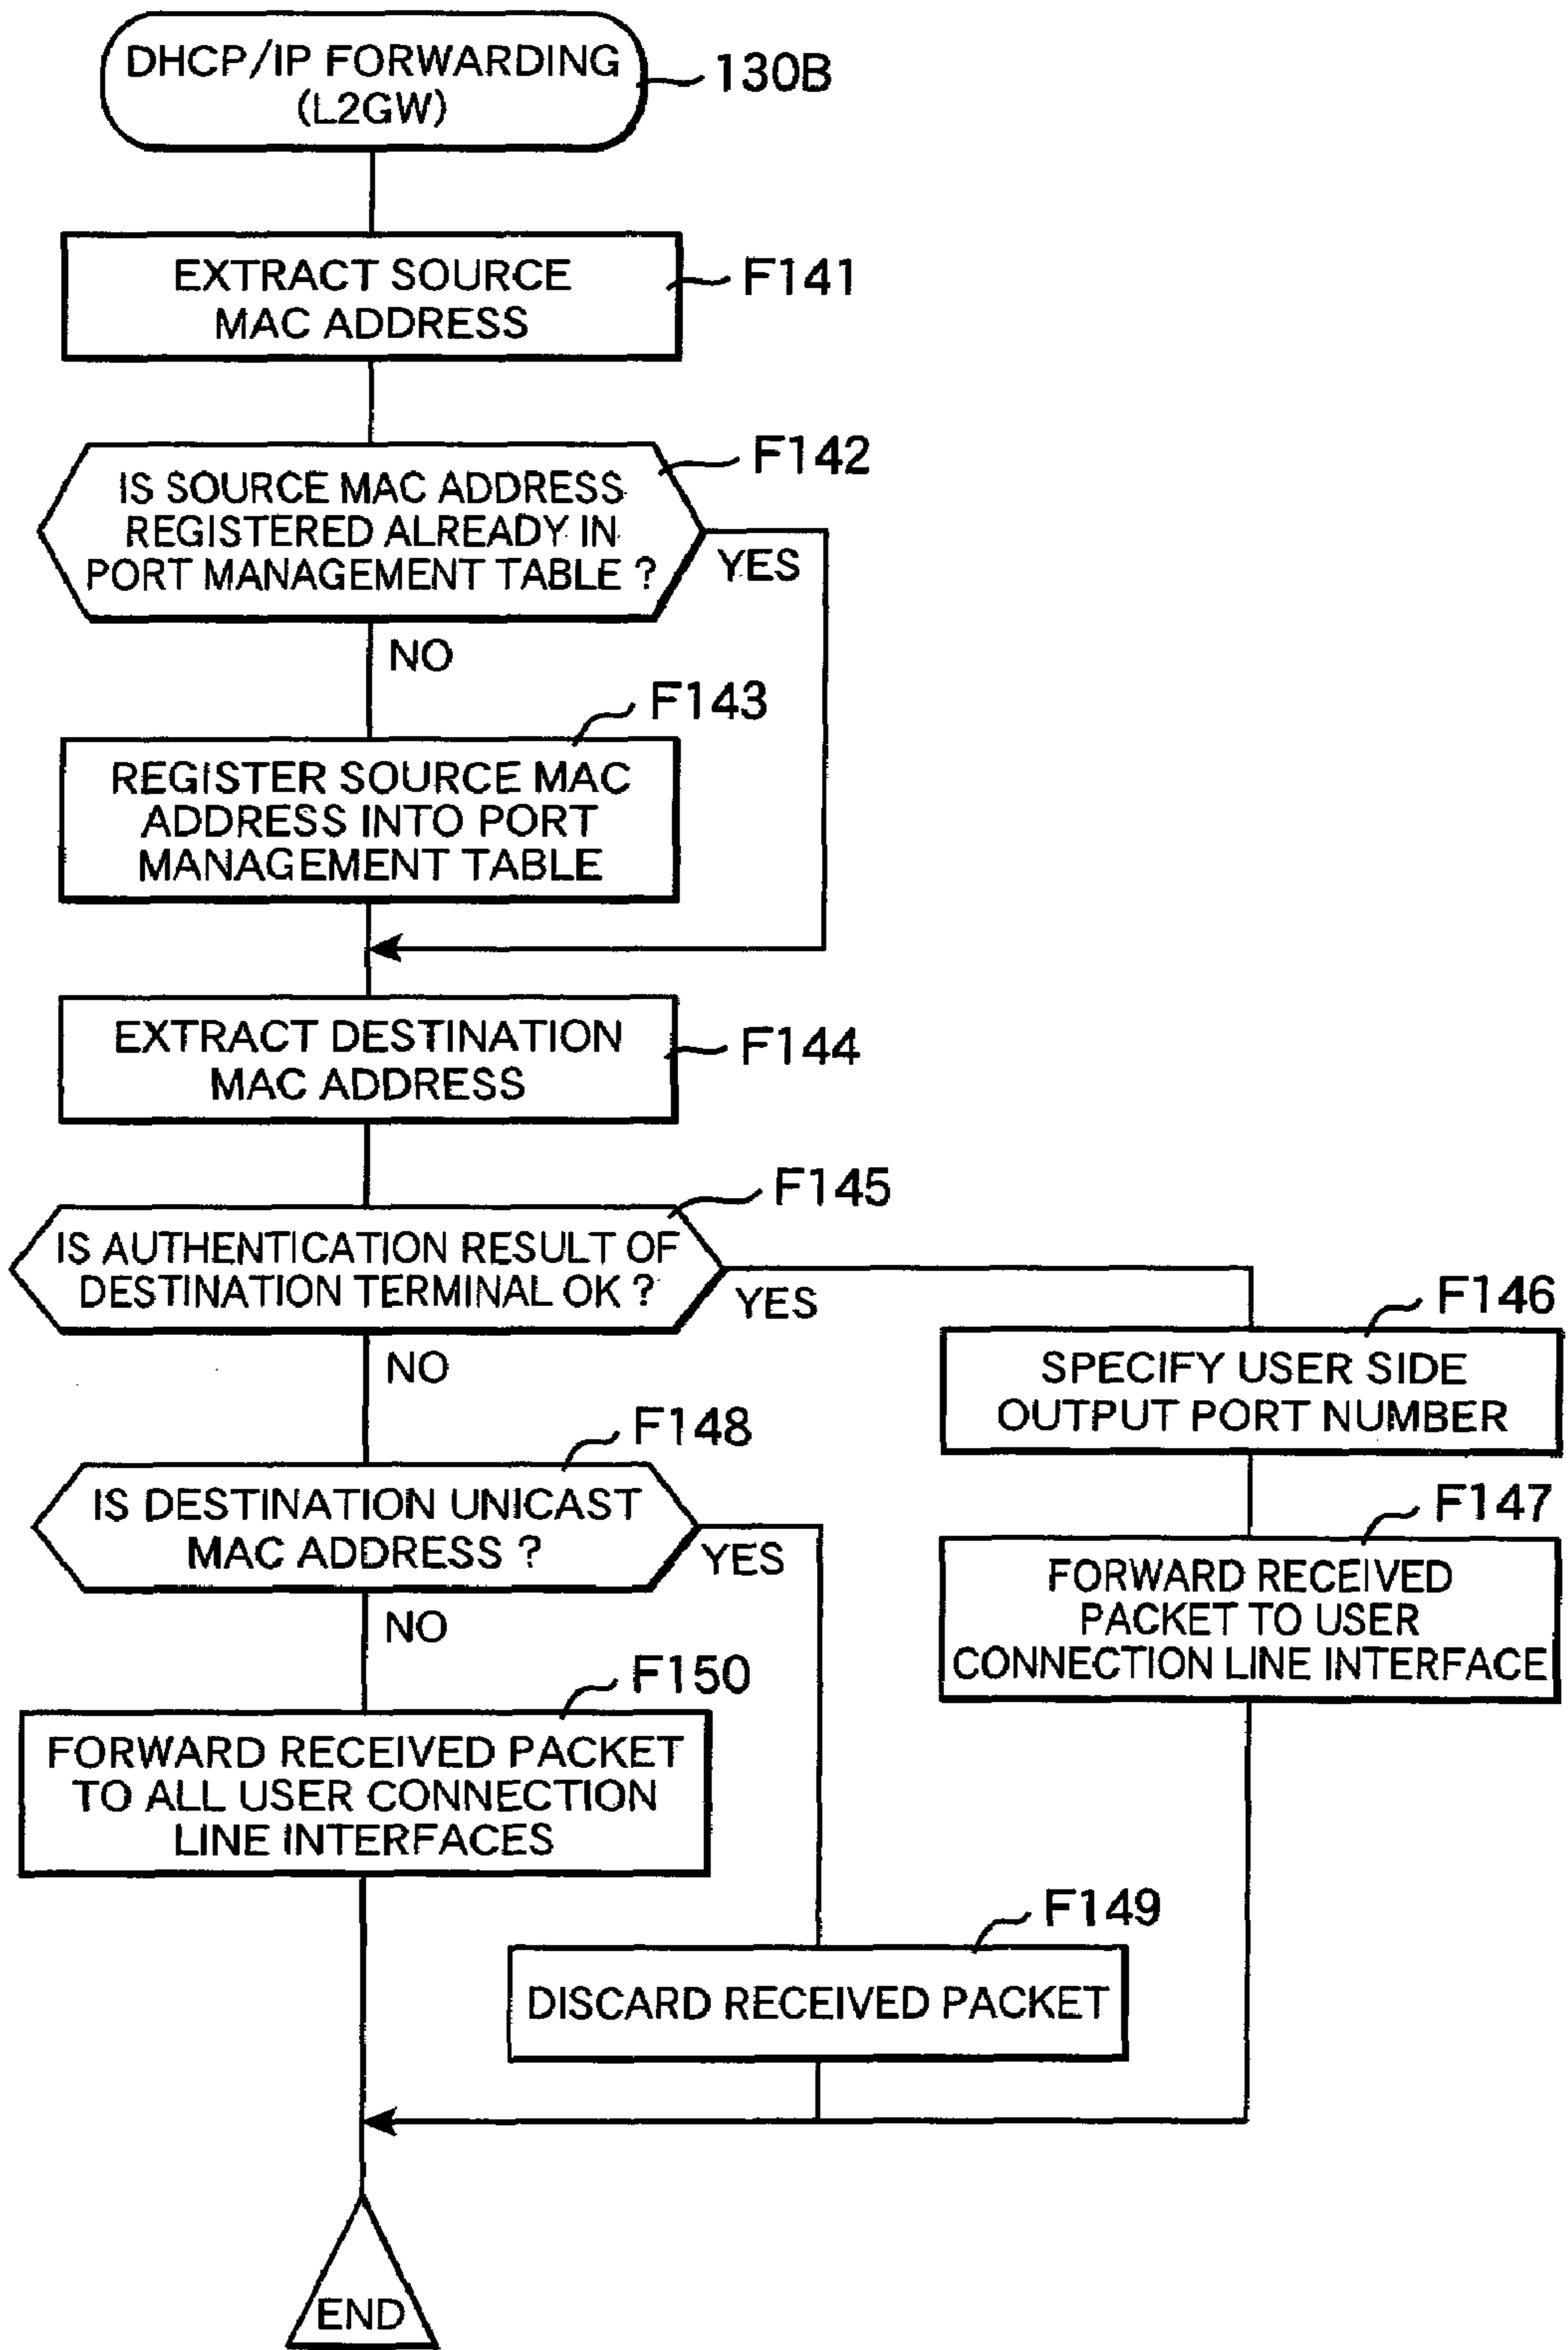 DHCP/IP FORWARDING
(L2GW)
130B
EXTRACT SOURCE
MAC ADDRESS
F141
F142
IS SOURCE MAC ADDRESS
REGISTERED ALREADY IN
PORT MANAGEMENT TABLE ?
YES
NO
F143
REGISTER SOURCE MAC
ADDRESS INTO PORT
MANAGEMENT TABLE
EXTRACT DESTINATION
MAC ADDRESS
F144
F145
IS AUTHENTICATION RESULT OF
DESTINATION TERMINAL OK ?
YES
NO
F146
SPECIFY USER SIDE
OUTPUT PORT NUMBER
F148
IS DESTINATION UNICAST
MAC ADDRESS ?
YES
NO
F147
FORWARD RECEIVED
PACKET TO USER
CONNECTION LINE INTERFACE
F150
FORWARD RECEIVED PACKET
TO ALL USER CONNECTION
LINE INTERFACES
F149
DISCARD RECEIVED PACKET
END